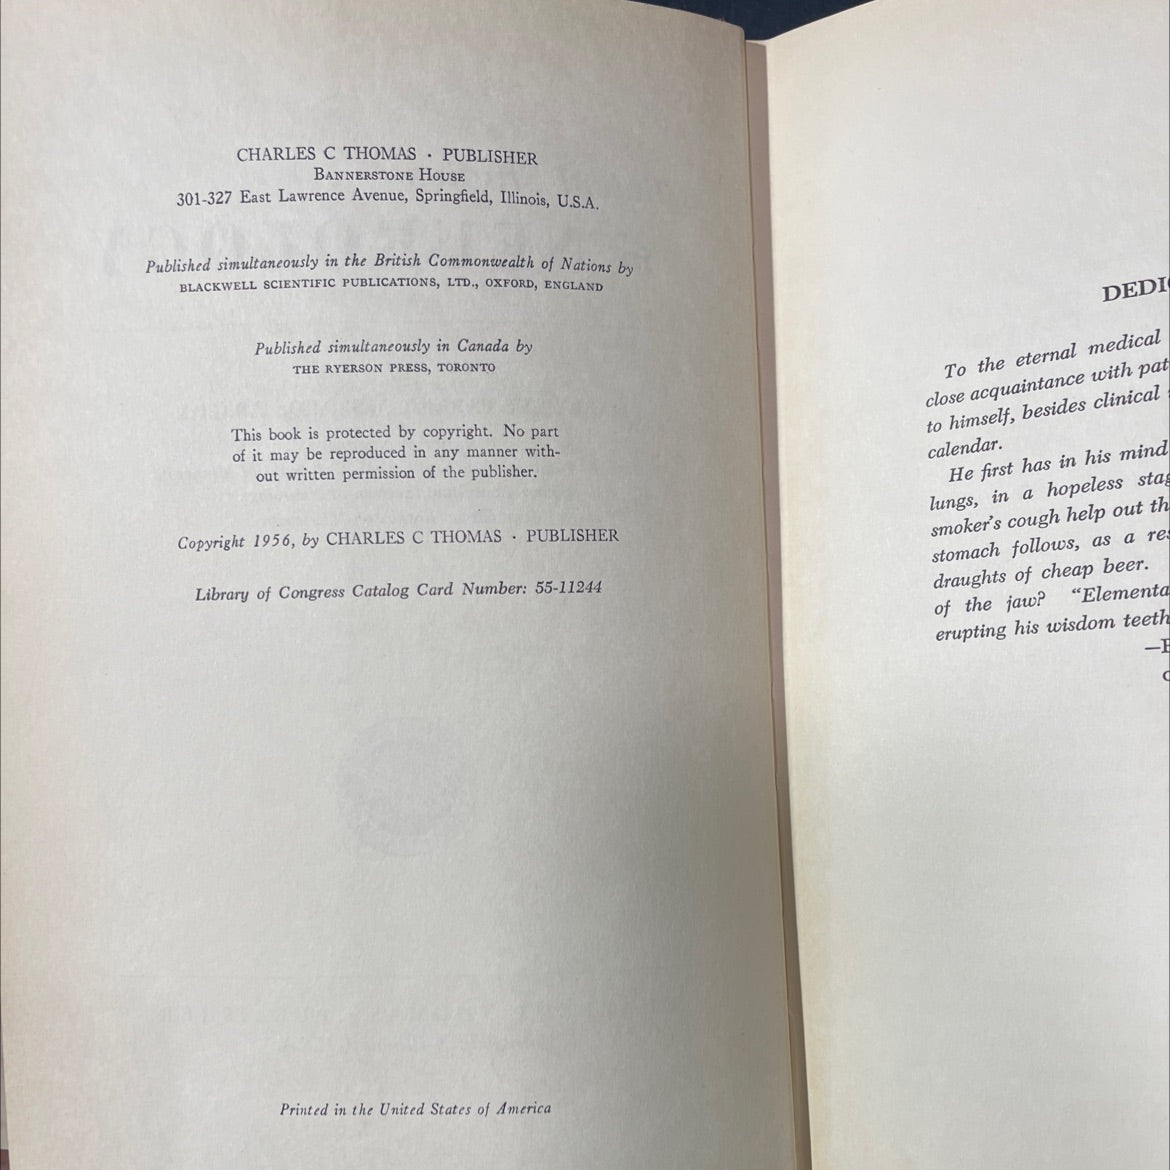 CHARLES C THOMAS · PUBLISHER
BANNERSTONE HOUSE
301-327 East Lawrence Avenue, Springfield, Illinois, U.S.A.
Published simultaneously in the British Commonwealth of Nations by
BLACKWELL SCIENTIFIC PUBLICATIONS, LTD., OXFORD, ENGLAND
Published simultaneously in Canada by
THE RYERSON PRESS, TORONTO
This book is protected by copyright. No part
of it may be reproduced in any manner with-
out written permission of the publisher.
Copyright 1956, by CHARLES C THOMAS · PUBLISHER
Library of Congress Catalog Card Number: 55-11244
Printed in the United States of America
DEDI
To the eternal medical
close acquaintance with pat
to himself, besides clinical
calendar.
He first has in his mind
lungs, in a hopeless stag
smoker's cough help out th
stomach follows, as a res
draughts of cheap beer.
of the jaw? "Elementa
erupting his wisdom teeth